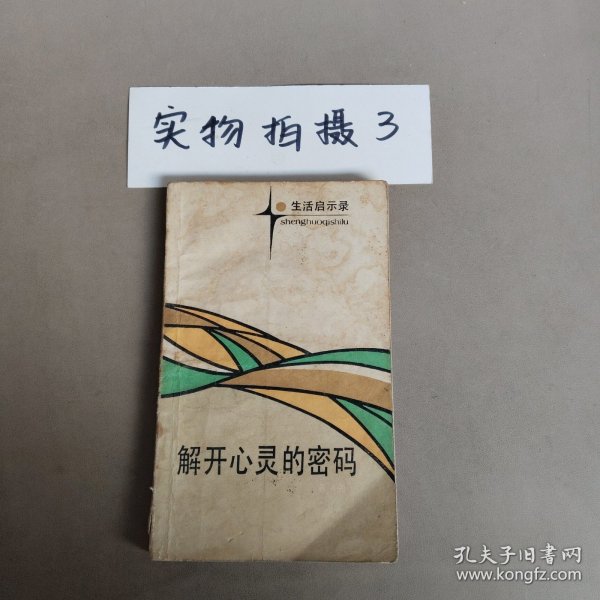 实物拍摄3
生活启示录
shenghuoqishilu
解开心灵的密码
孔夫子旧书网
www.kongfz.com